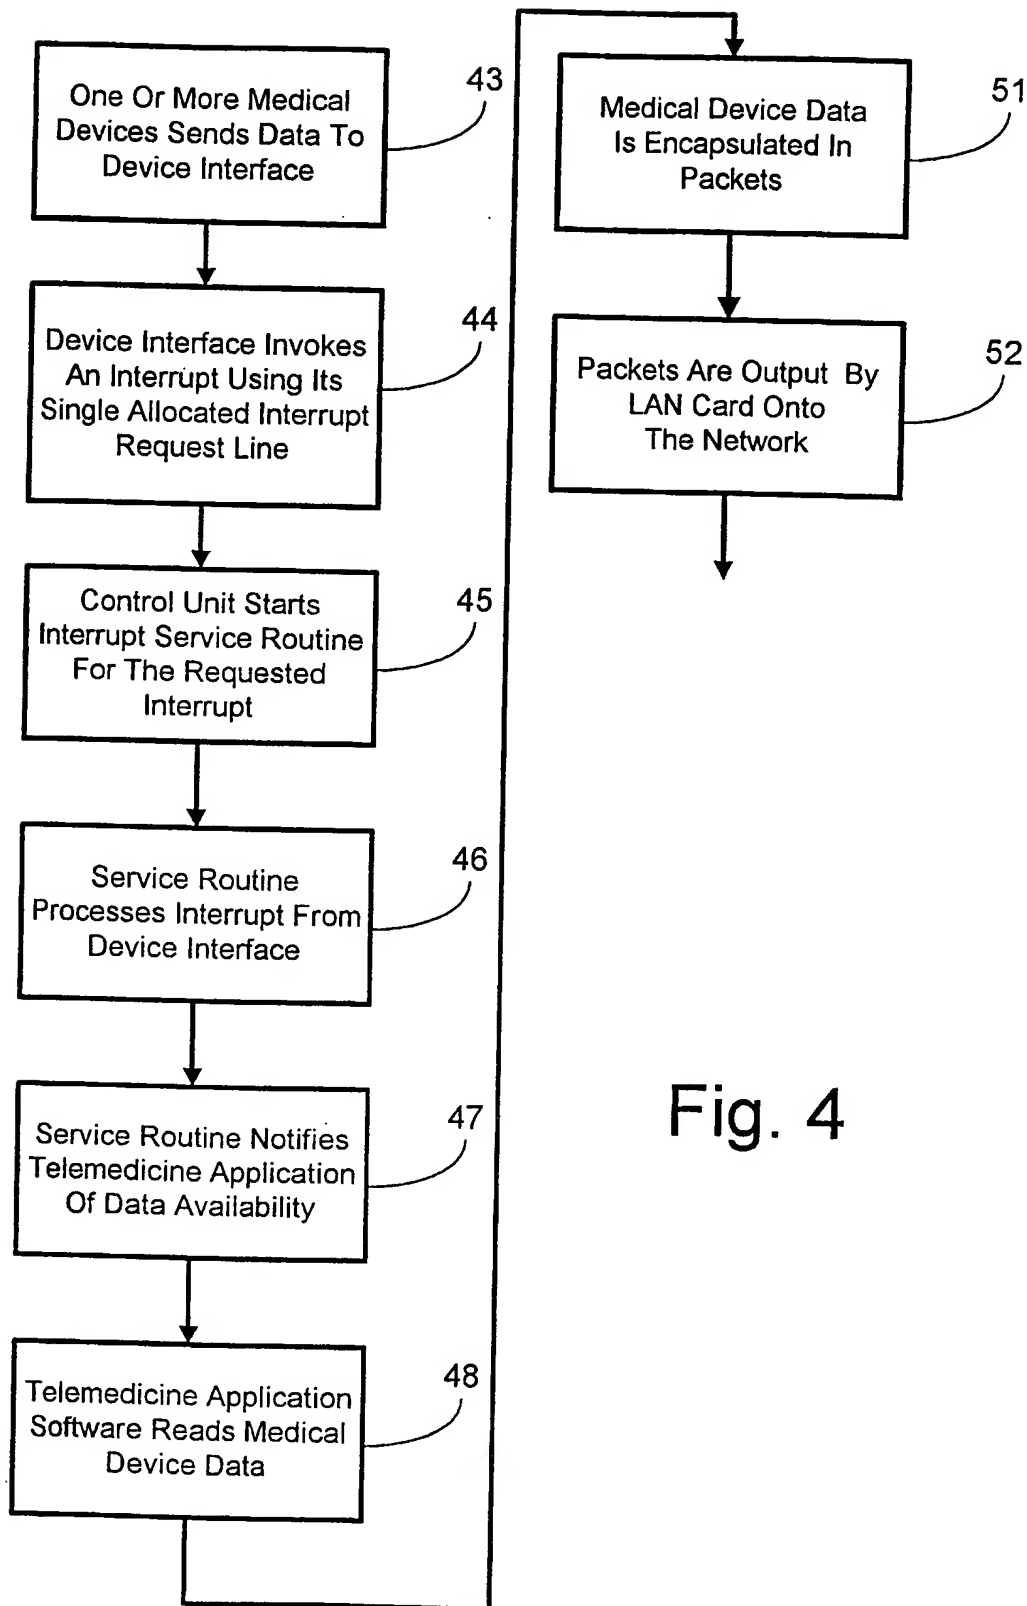 One Or More Medical
Devices Sends Data To
Device Interface
43
Device Interface Invokes
An Interrupt Using Its
Single Allocated Interrupt
Request Line
44
Control Unit Starts
Interrupt Service Routine
For The Requested
Interrupt
45
Service Routine
Processes Interrupt From
Device Interface
46
Service Routine Notifies
Telemedicine Application
Of Data Availability
47
Telemedicine Application
Software Reads Medical
Device Data
48
Medical Device Data
Is Encapsulated In
Packets
51
Packets Are Output By
LAN Card Onto
The Network
52
Fig. 4